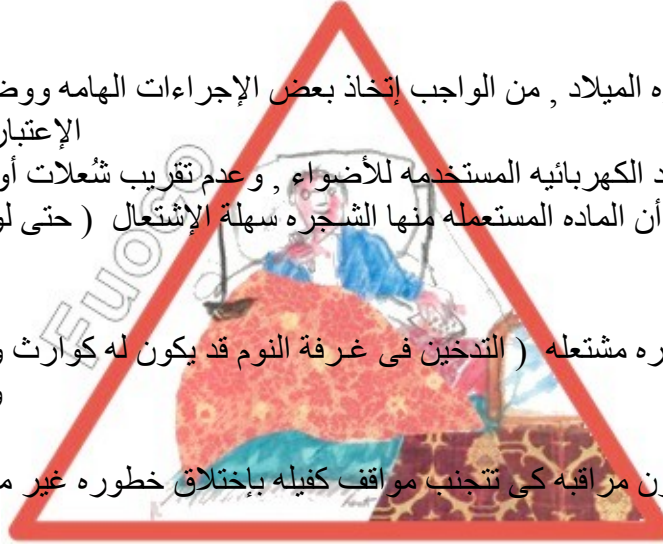 ه الميلاد , من الواجب إتخاذ بعض الإجراءات الهامه ووض
الإعتبار
د الكهربائيه المستخدمه للأضواء , وعدم تقريب شُعلات أو
أن الماده المستعمله منها الشجره سهلة الإشتعال ( حتى لو
ره مشتعله ( التدخين فى غرفة النوم قد يكون له كوارث و
و
ون مراقبه كى تتجنب مواقف كفيله بإختلاق خطوره غير م
Fuoco